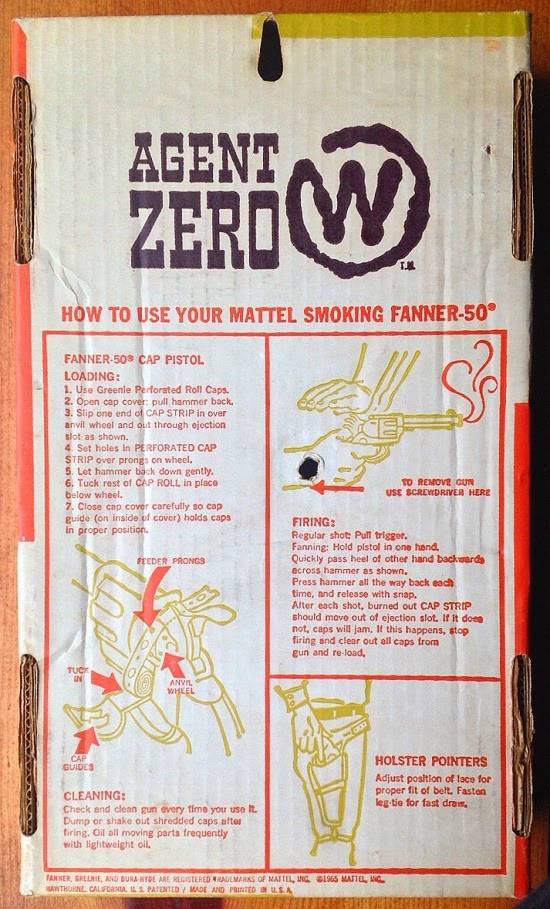 AGENT
ZERO
W
T.M.
HOW TO USE YOUR MATTEL SMOKING FANNER-50®
FANNER-50® CAP PISTOL
LOADING:
1. Use Greenie Perforated Roll Caps.
2. Open cap cover: pull hammer back.
3. Slip one end of CAP STRIP in over
anvil wheel and out through ejection
slot as shown.
4. Set holes in PERFORATED CAP
STRIP over prongs on wheel.
5. Let hammer back down gently.
6. Tuck rest of CAP ROLL in place
below wheel.
7. Close cap cover carefully so cap
guide (on inside of cover) holds caps
in proper position.
FEEDER PRONGS
TUCK
IN
ANVIL
WHEEL
CAP
GUIDES
CLEANING:
Check and clean gun every time you use it.
Dump or shake out shredded caps after
firing. Oil all moving parts frequently
with lightweight oil.
TO REMOVE GUN
USE SCREWDRIVER HERE
FIRING:
Regular shot: Pull trigger.
Fanning: Hold pistol in one hand.
Quickly pass heel of other hand backwards
across hammer as shown.
Press hammer all the way back each
time, and release with snap.
After each shot, burned out CAP STRIP
should move out of ejection slot. If it does
not, caps will jam. If this happens, stop
firing and clear out all caps from
gun and re-load.
HOLSTER POINTERS
Adjust position of lace for
proper fit of belt. Fasten
leg-tie for fast draw.
FANNER, GREENIE, AND DURA-HYDE ARE REGISTERED TRADEMARKS OF MATTEL, INC. ©1965 MATTEL, INC.,
HAWTHORNE, CALIFORNIA. U.S. PATENTED / MADE AND PRINTED IN U.S.A.